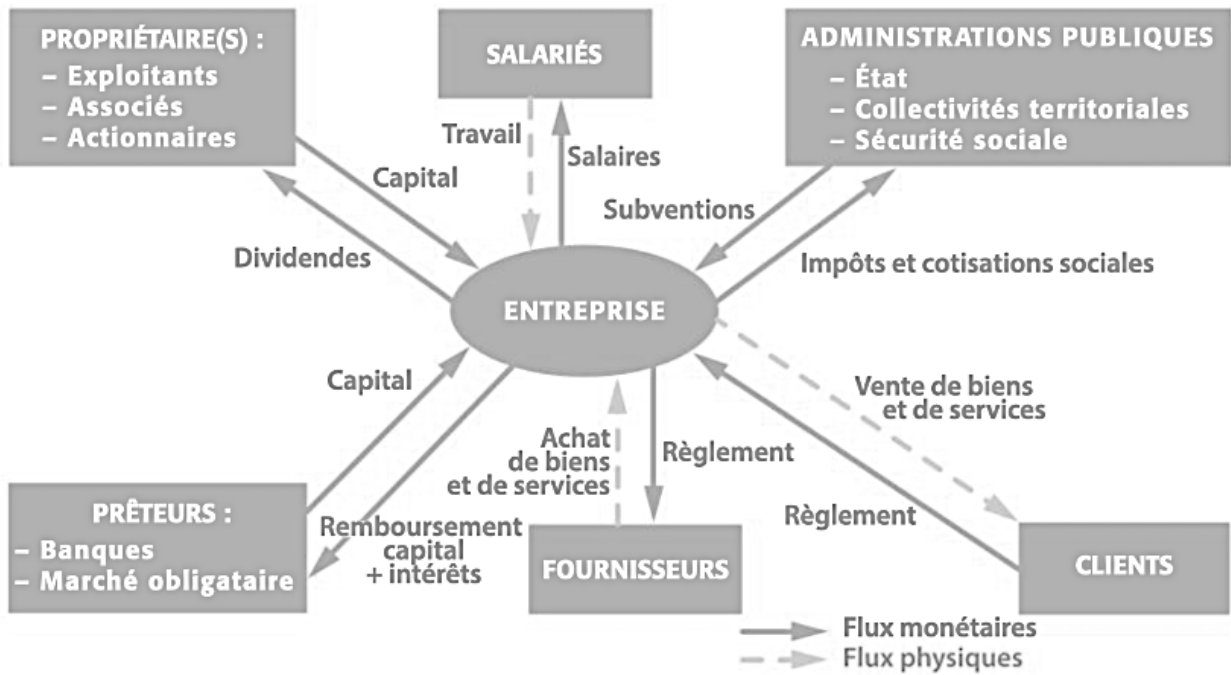 PROPRIÉTAIRE(S) :
– Exploitants
– Associés
– Actionnaires
SALARIÉS
ADMINISTRATIONS PUBLIQUES
– État
– Collectivités territoriales
– Sécurité sociale
Travail
Salaires
Capital
Subventions
Dividendes
Impôts et cotisations sociales
ENTREPRISE
Capital
Vente de biens
et de services
Achat
de biens
et de services
Règlement
Règlement
PRÊTEURS :
– Banques
– Marché obligataire
Remboursement
capital
+ intérêts
FOURNISSEURS
CLIENTS
Flux monétaires
Flux physiques